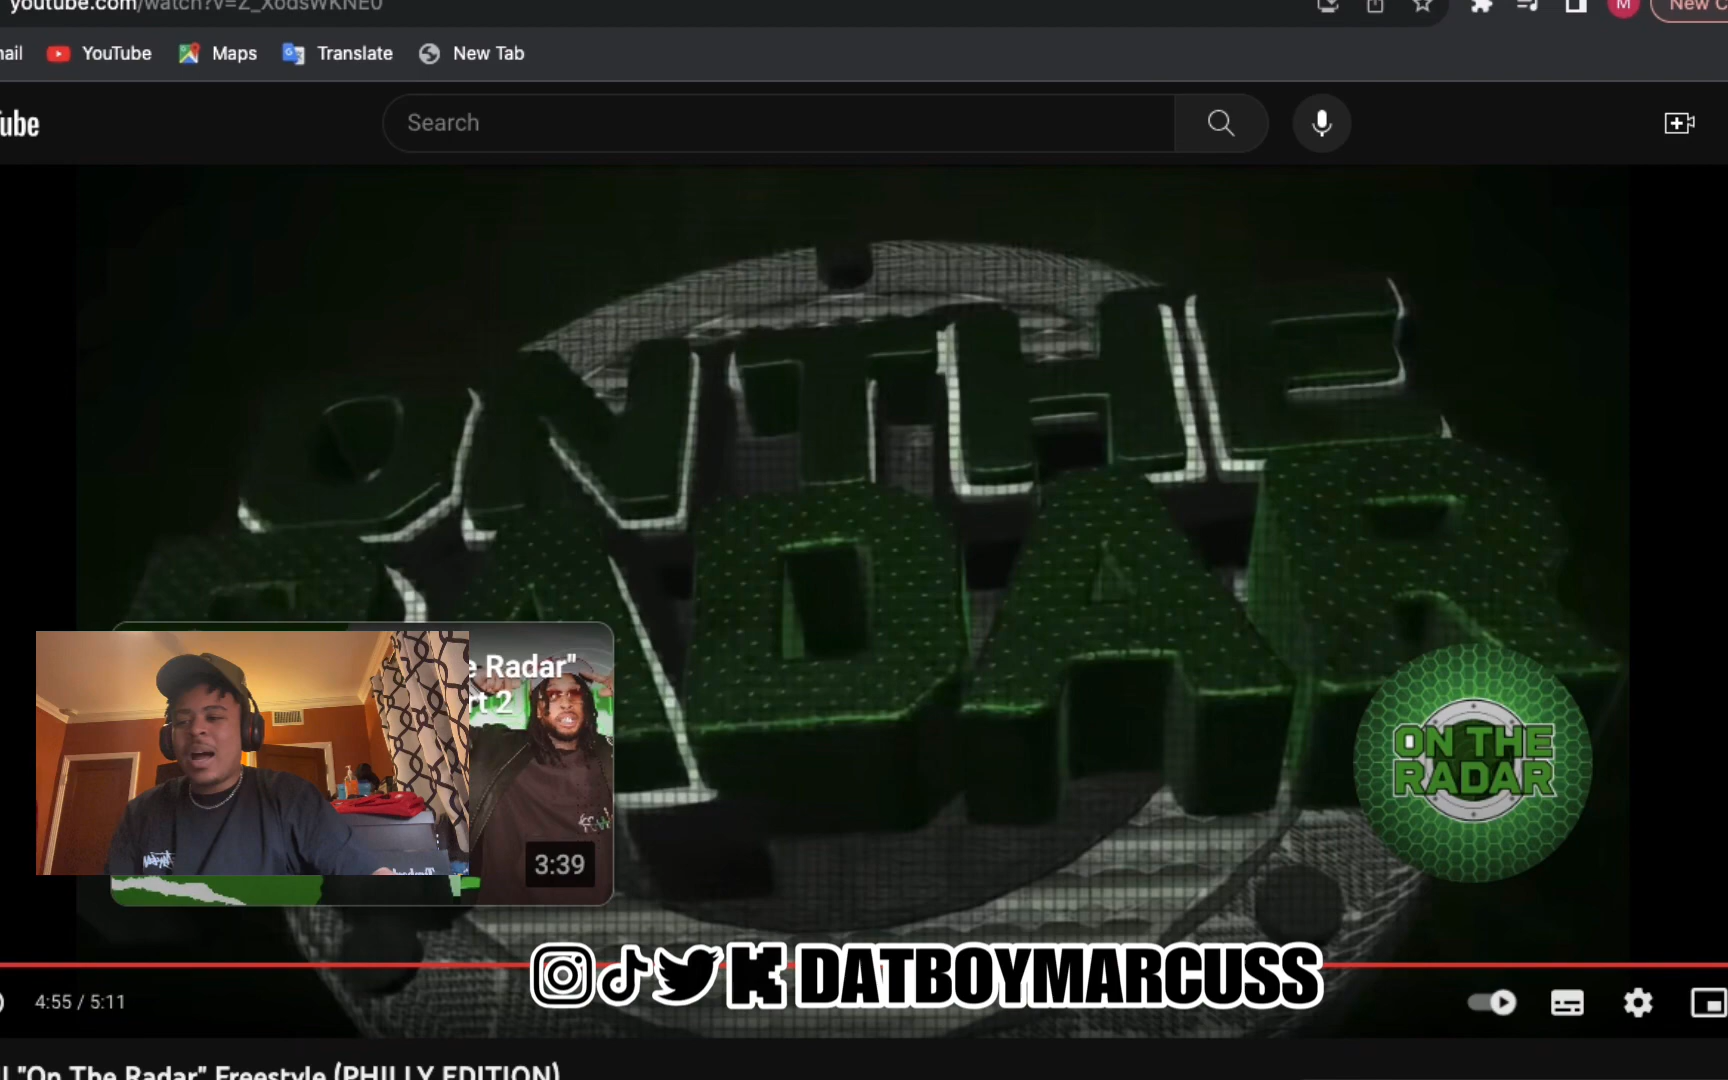 youtube.com/watch?v=Z_XodsWKNE0
M
New C
ail
YouTube
Maps
Translate
New Tab
ube
Search
ON THE
RADAR
e Radar"
rt 2
3:39
ON THE
RADAR
DATBOYMARCUSS
4:55 / 5:11
"On The Radar" Freestyle (PHILLY EDITION)